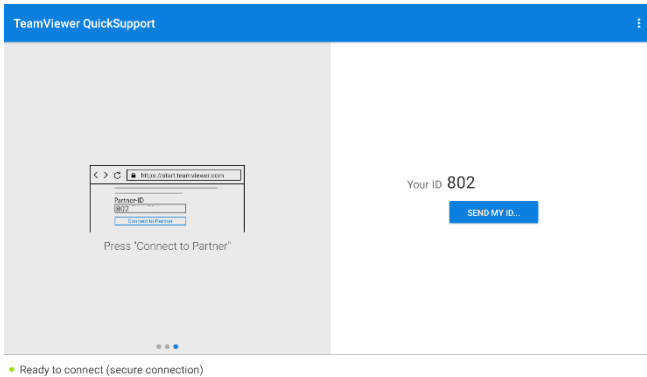 TeamViewer QuickSupport
https://start.teamviewer.com
Partner-ID
802
Connect to Partner
Press "Connect to Partner"
Your ID 802
SEND MY ID...
Ready to connect (secure connection)